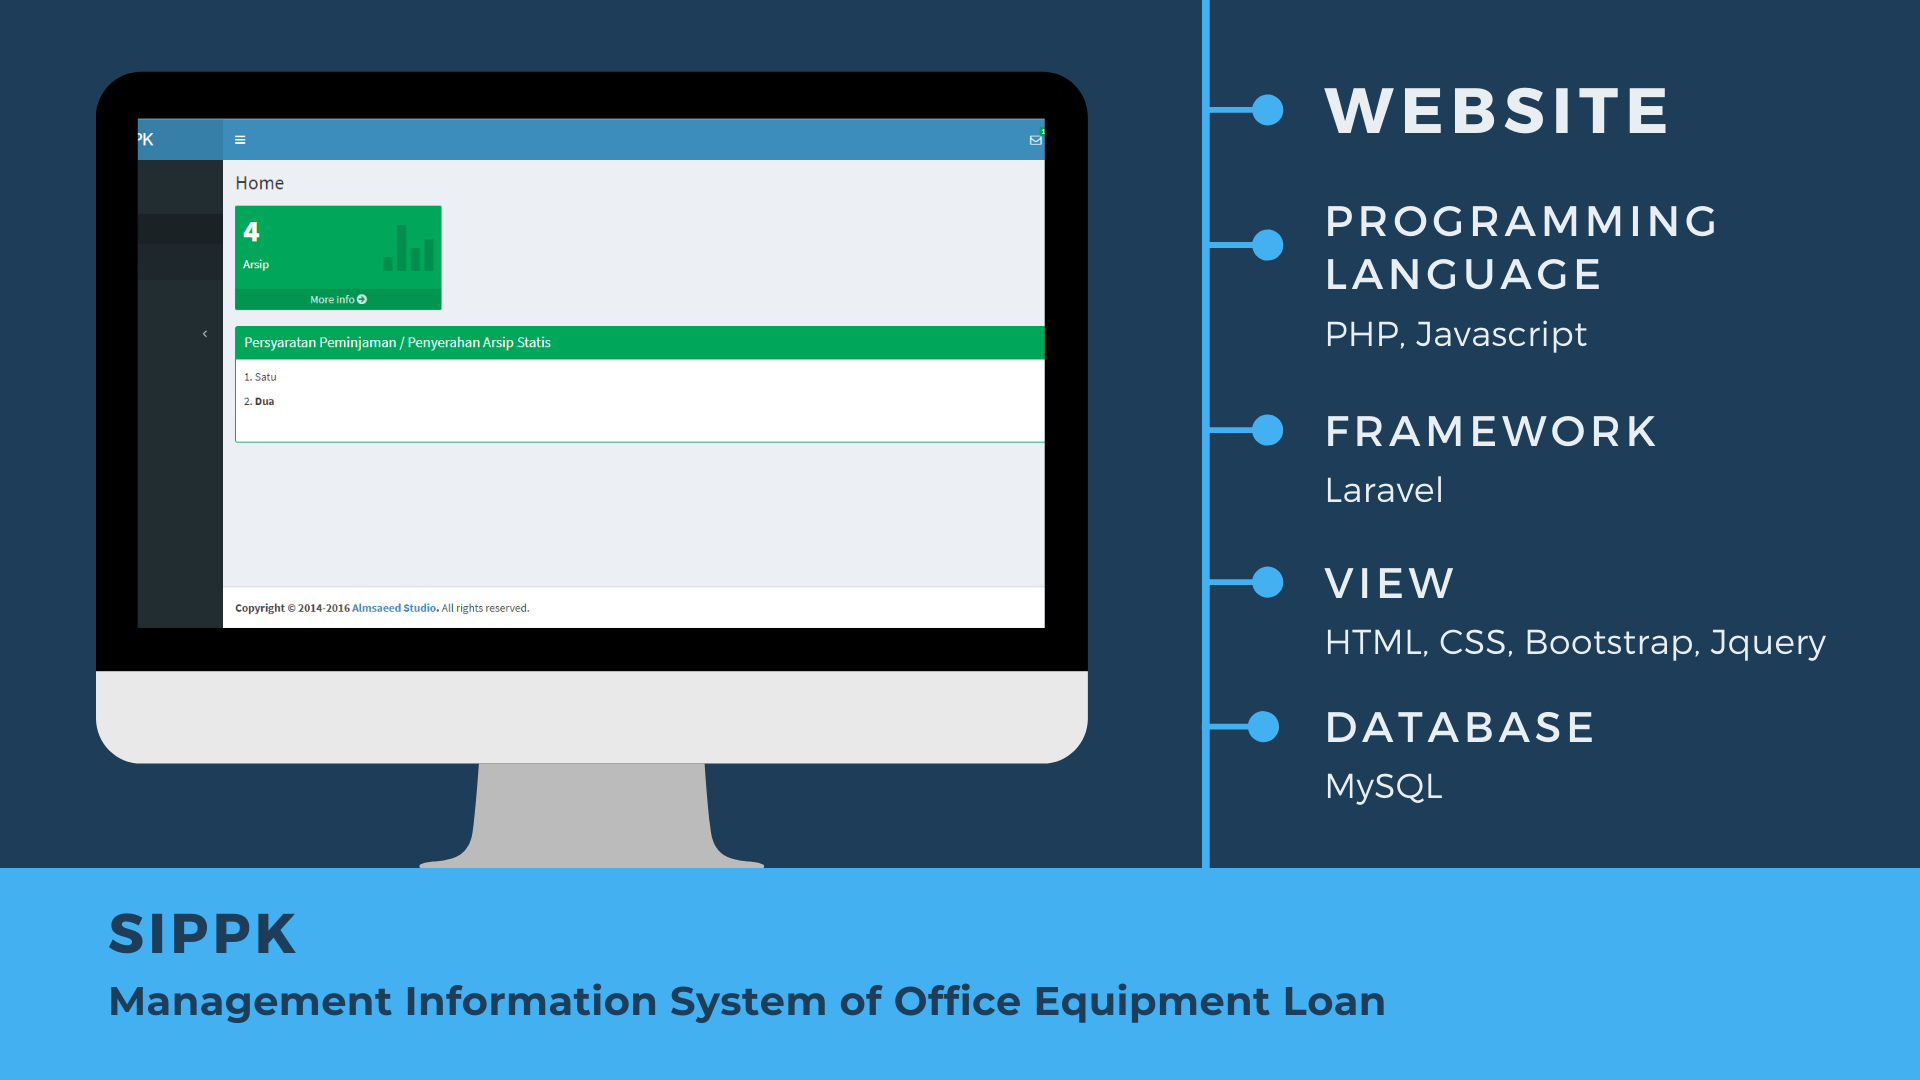 PK
Home
4
Arsip
More info
Persyaratan Peminjaman / Penyerahan Arsip Statis
1. Satu
2. Dua
Copyright © 2014-2016 Almsaeed Studio. All rights reserved.
WEBSITE
PROGRAMMING
LANGUAGE
PHP, Javascript
FRAMEWORK
Laravel
VIEW
HTML, CSS, Bootstrap, Jquery
DATABASE
MySQL
SIPPK
Management Information System of Office Equipment Loan